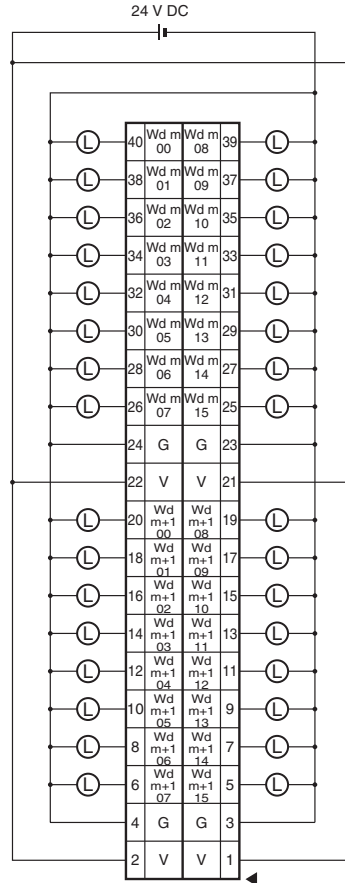 24 V DC
L 40 Wd m 00 Wd m 08 39 L
L 38 Wd m 01 Wd m 09 37 L
L 36 Wd m 02 Wd m 10 35 L
L 34 Wd m 03 Wd m 11 33 L
L 32 Wd m 04 Wd m 12 31 L
L 30 Wd m 05 Wd m 13 29 L
L 28 Wd m 06 Wd m 14 27 L
L 26 Wd m 07 Wd m 15 25 L
24 G G 23
22 V V 21
L 20 Wd m+1 00 Wd m+1 08 19 L
L 18 Wd m+1 01 Wd m+1 09 17 L
L 16 Wd m+1 02 Wd m+1 10 15 L
L 14 Wd m+1 03 Wd m+1 11 13 L
L 12 Wd m+1 04 Wd m+1 12 11 L
L 10 Wd m+1 05 Wd m+1 13 9 L
L 8 Wd m+1 06 Wd m+1 14 7 L
L 6 Wd m+1 07 Wd m+1 15 5 L
4 G G 3
2 V V 1